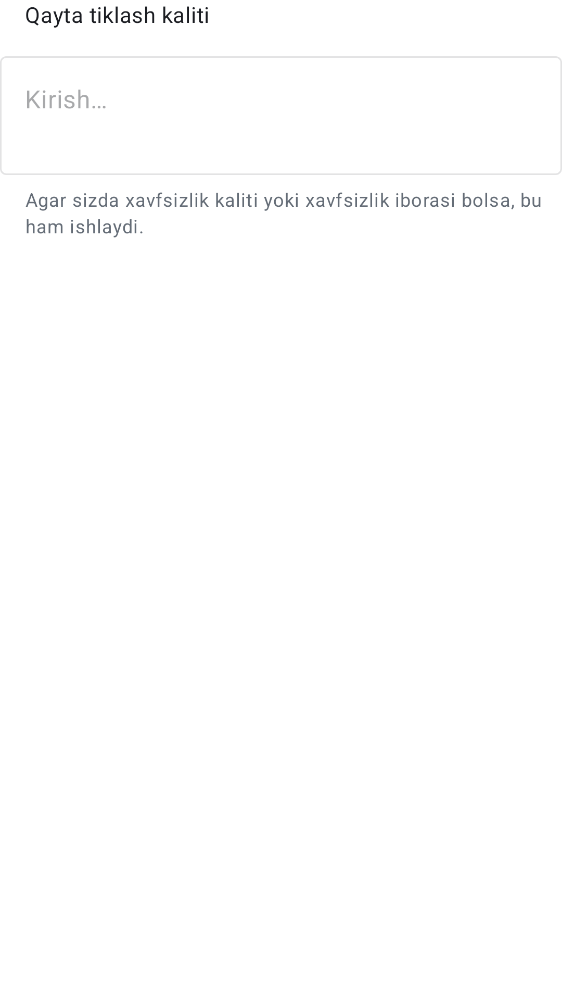 Qayta tiklash kaliti
Kirish…
Agar sizda xavfsizlik kaliti yoki xavfsizlik iborasi bolsa, bu
ham ishlaydi.